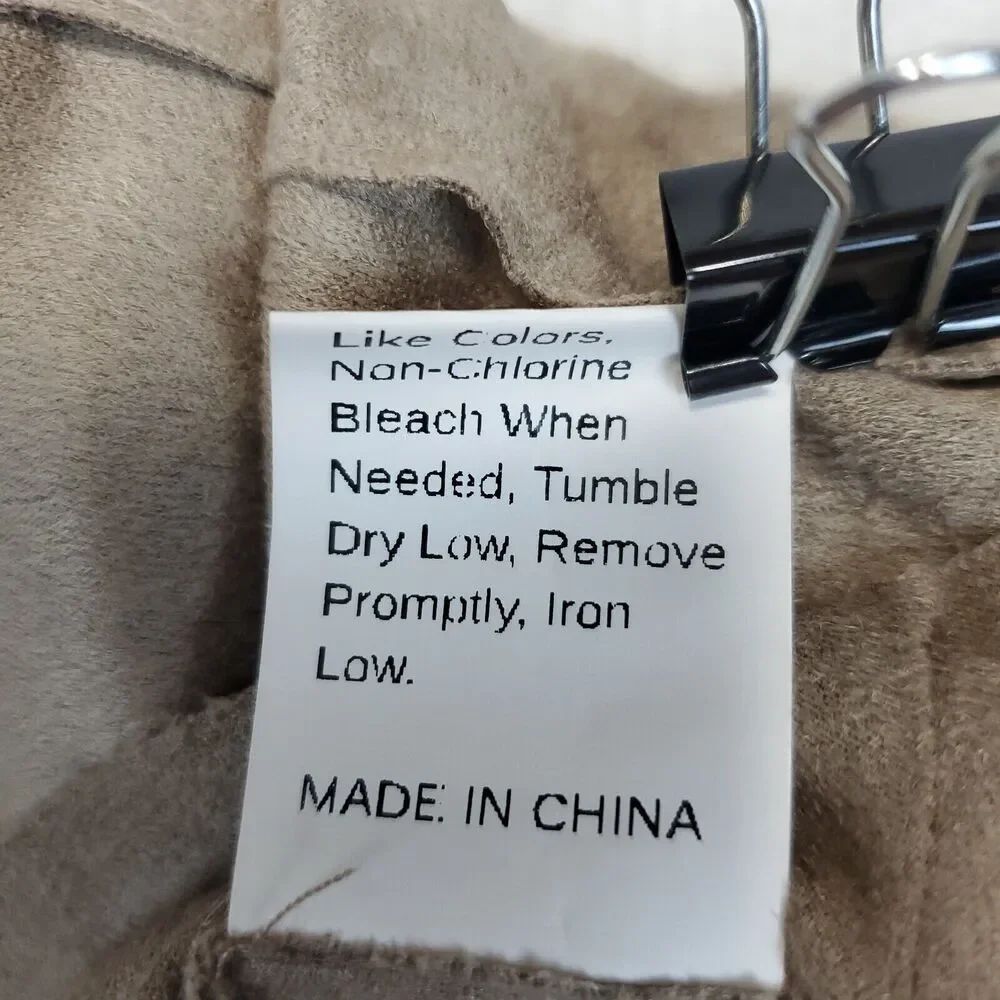 Like Colors,
Non-Chlorine
Bleach When
Needed, Tumble
Dry Low, Remove
Promptly, Iron
Low.
MADE IN CHINA